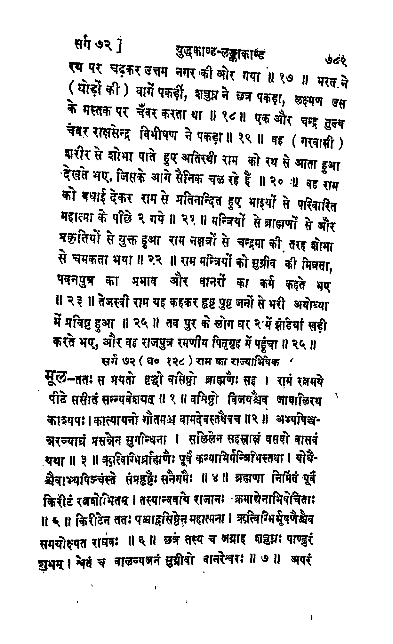 सर्ग ७२ ] युद्धकाण्ड-लङ्काकाण्ड ७८९
रथ पर चढ़कर उत्तम नगर की ओर गया ॥ १७ ॥ भरत ने
(घोड़ों की) वागें पकड़ीं, शत्रुघ्न ने छत्र पकड़ा, लक्ष्मण उस
के मस्तक पर चँवर करता था ॥ १८ ॥ एक और चन्द्र तुल्य
चंवर राक्षसेन्द्र विभीषण ने पकड़ा ॥ १९ ॥ वह (नरवासी)
शरीर से शोभा पाते हुए अतिरथी राम को रथ से आता हुआ
देखते भए, जिसके आगे सैनिक चल रहे हैं ॥ २० ॥ वह राम
को बधाई देकर राम से प्रतिनन्दित हुए भाइयों से परिवारित
महात्मा के पीछे २ गये ॥ २१ ॥ मन्त्रियों से ब्राह्मणों से और
प्रकृतियों से युक्त हुआ राम नक्षत्रों से चन्द्रमा की तरह शोभा
से चमकता भया ॥ २२ ॥ राम मन्त्रियों को सुग्रीव की मित्रता,
पवनपुत्र का प्रभाव और वानरों का कर्म कहते भए
॥ २३ ॥ तेजस्वी राम यह कहकर हृष्ट पुष्ट जनों से भरी अयोध्या
में प्रविष्ट हुआ ॥ २५ ॥ तब पुर के लोग घर २ में झंडियां खड़ी
करते भए, और वह राजपुत्र रमणीय पितृगृह में पहुंचा ॥ २५ ॥
सर्ग ७२ (व० १२८) राम का राज्याभिषेक
मूल–ततः स प्रयतो वृद्धो वसिष्ठो ब्राह्मणैः सह । रामं रत्नमये
पीठे ससीतं सन्न्यवेशयत् ॥ १ ॥ वसिष्ठो विजयश्चैव जाबालिरथ
काश्यपः । कात्यायनो गौतमश्च वामदेवस्तथैवच ॥ २ ॥ अभ्यषिञ्च-
न्नरव्याघ्रं प्रसन्नेन सुगन्धिना । सलिलेन सहस्राक्षं वसवो वासवं
यथा ॥ ३ ॥ ऋत्विग्भिर्ब्राह्मणैः पूर्वं कन्याभिर्मन्त्रिभिस्तथा । योधै-
श्चैवाभ्यषिञ्चंस्ते संप्रहृष्टैः सनैगमैः ॥ ४ ॥ ब्रह्मणा निर्मितं पूर्वं
किरीटं रत्नशोभितम् । तस्यान्ववाये राजानः क्रमाद्येनाभिषेचिताः
॥ ५ ॥ किरीटेन ततः पश्चाद्वसिष्ठेन महात्मना । ऋत्विग्भिर्भूषणैश्चैव
समयोक्ष्यत राघवः ॥ ६ ॥ छत्रं तस्य च जग्राह शत्रुघ्नः पाण्डुरं
शुभम् । श्वेतं च वालव्यजनं सुग्रीवो वानरेश्वरः ॥ ७ ॥ अपरं